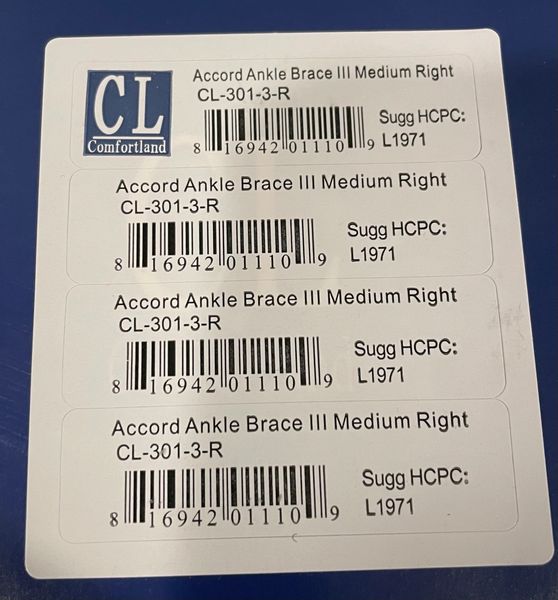 CL
Comfortland
Accord Ankle Brace III Medium Right
CL-301-3-R
Sugg HCPC:
L1971
8 16942 01110 9
Accord Ankle Brace III Medium Right
CL-301-3-R
Sugg HCPC:
L1971
8 16942 01110 9
Accord Ankle Brace III Medium Right
CL-301-3-R
Sugg HCPC:
L1971
8 16942 01110 9
Accord Ankle Brace III Medium Right
CL-301-3-R
Sugg HCPC:
L1971
8 16942 01110 9